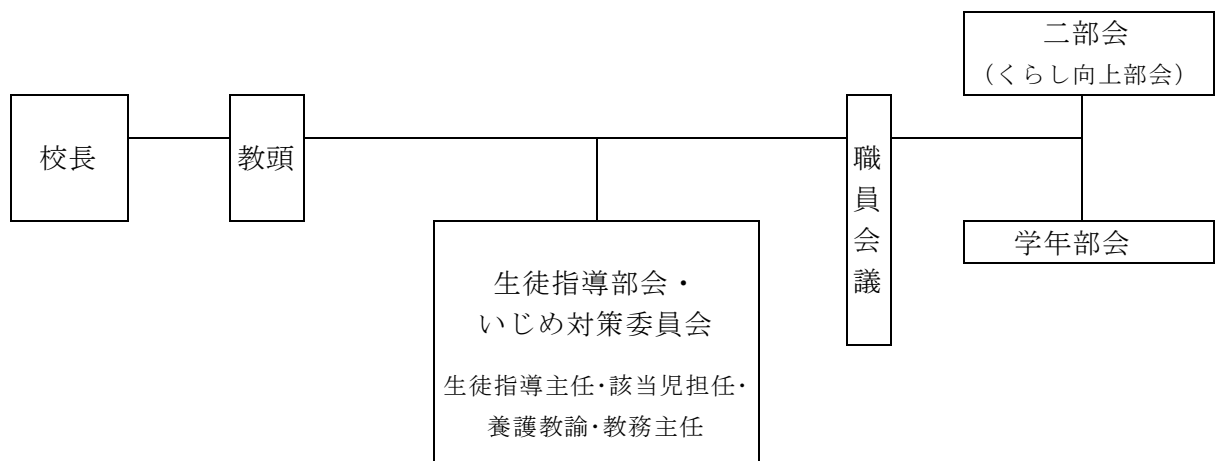 二部会
（くらし向上部会）
校長
教頭
職員会議
学年部会
生徒指導部会・
いじめ対策委員会
生徒指導主任・該当児担任・
養護教諭・教務主任